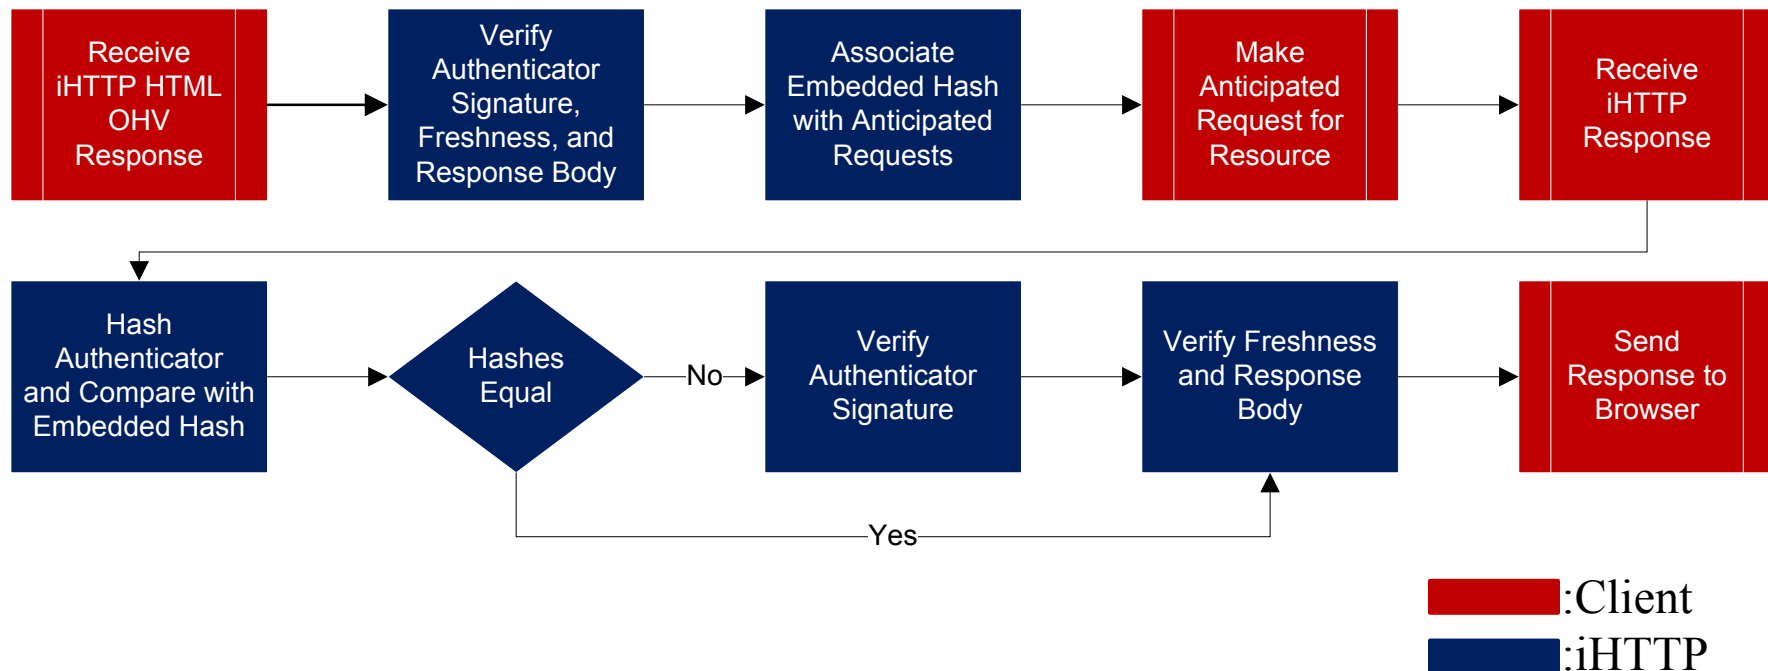 Receive
iHTTP HTML
OHV
Response
Verify
Authenticator
Signature,
Freshness, and
Response Body
Associate
Embedded Hash
with Anticipated
Requests
Make
Anticipated
Request for
Resource
Receive
iHTTP
Response
Hash
Authenticator
and Compare with
Embedded Hash
Hashes
Equal
No
Verify
Authenticator
Signature
Verify Freshness
and Response
Body
Send
Response to
Browser
Yes
:Client
:iHTTP